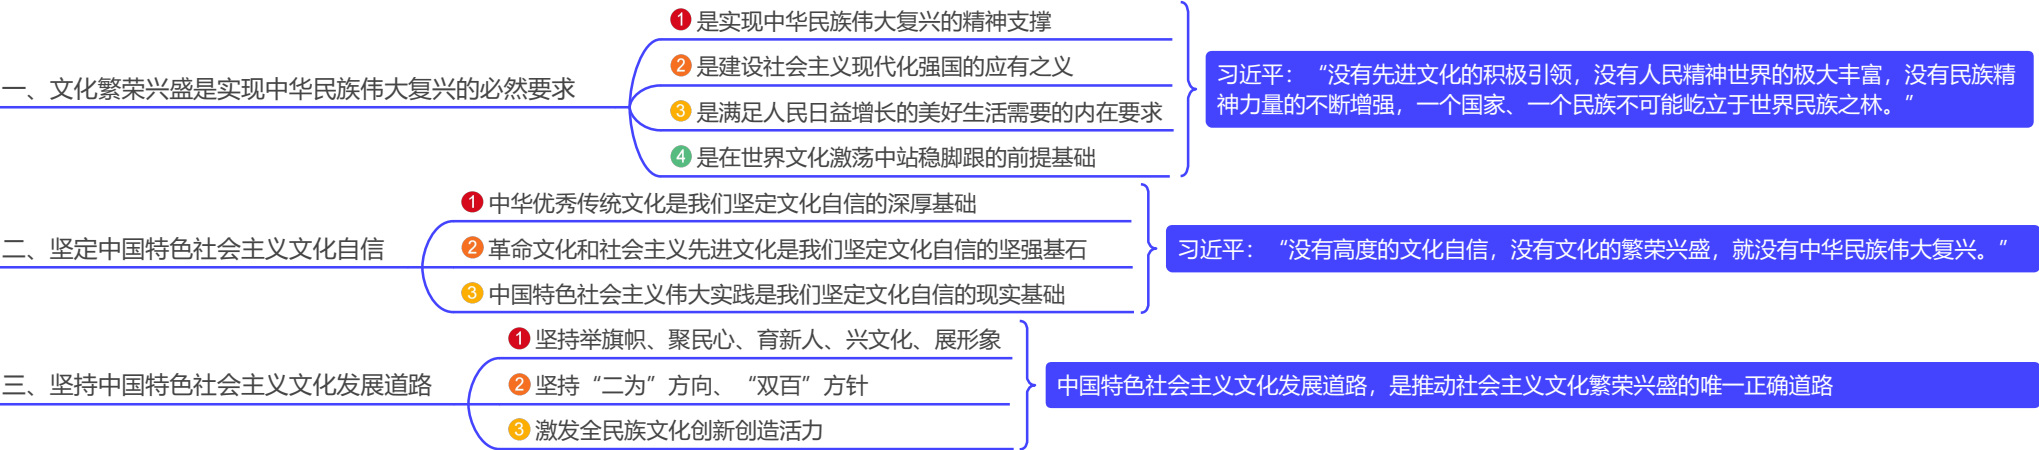 一、文化繁荣兴盛是实现中华民族伟大复兴的必然要求
1 是实现中华民族伟大复兴的精神支撑
2 是建设社会主义现代化强国的应有之义
3 是满足人民日益增长的美好生活需要的内在要求
4 是在世界文化激荡中站稳脚跟的前提基础
习近平：“没有先进文化的积极引领，没有人民精神世界的极大丰富，没有民族精
神力量的不断增强，一个国家、一个民族不可能屹立于世界民族之林。”
二、坚定中国特色社会主义文化自信
1 中华优秀传统文化是我们坚定文化自信的深厚基础
2 革命文化和社会主义先进文化是我们坚定文化自信的坚强基石
3 中国特色社会主义伟大实践是我们坚定文化自信的现实基础
习近平：“没有高度的文化自信，没有文化的繁荣兴盛，就没有中华民族伟大复兴。”
三、坚持中国特色社会主义文化发展道路
1 坚持举旗帜、聚民心、育新人、兴文化、展形象
2 坚持“二为”方向、“双百”方针
3 激发全民族文化创新创造活力
中国特色社会主义文化发展道路，是推动社会主义文化繁荣兴盛的唯一正确道路